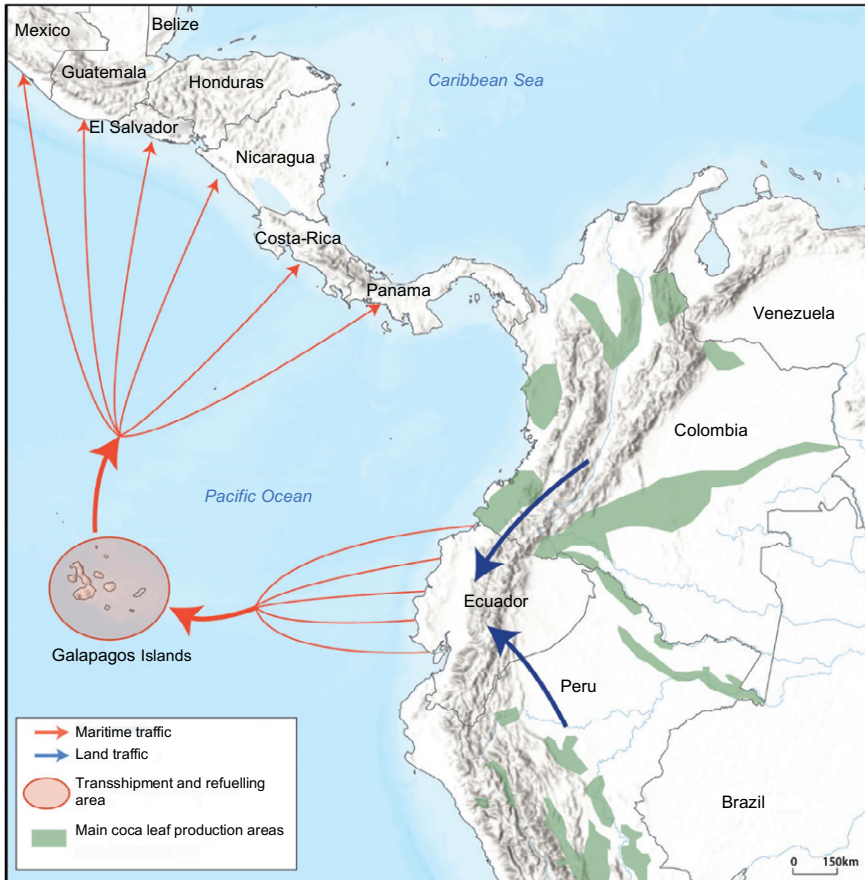 Mexico
Belize
Guatemala
Honduras
Caribbean Sea
El Salvador
Nicaragua
Costa-Rica
Panama
Venezuela
Colombia
Pacific Ocean
Ecuador
Galapagos Islands
Peru
Maritime traffic
Land traffic
Transshipment and refuelling
area
Main coca leaf production areas
Brazil
0 150km